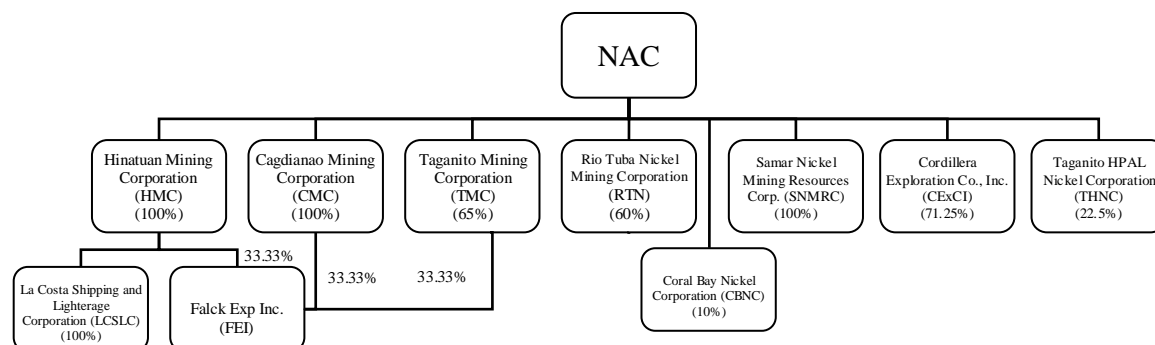 NAC
Hinatuan Mining
Corporation
(HMC)
(100%)
Cagdianao Mining
Corporation
(CMC)
(100%)
Taganito Mining
Corporation
(TMC)
(65%)
Rio Tuba Nickel
Mining Corporation
(RTN)
(60%)
Samar Nickel
Mining Resources
Corp. (SNMRC)
(100%)
Cordillera
Exploration Co., Inc.
(CExCI)
(71.25%)
Taganito HPAL
Nickel Corporation
(THNC)
(22.5%)
33.33%
33.33%
33.33%
La Costa Shipping and
Lighterage
Corporation (LCSLC)
(100%)
Falck Exp Inc.
(FEI)
Coral Bay Nickel
Corporation (CBNC)
(10%)